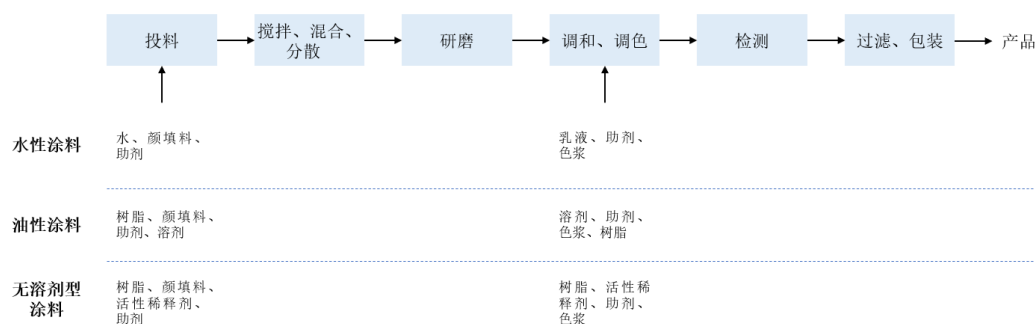 投料
搅拌、混合、
分散
研磨
调和、调色
检测
过滤、包装
产品
水性涂料
水、颜填料、
助剂
乳液、助剂、
色浆
油性涂料
树脂、颜填料、
助剂、溶剂
溶剂、助剂、
色浆、树脂
无溶剂型
涂料
树脂、颜填料、
活性稀释剂、
助剂
树脂、活性稀
释剂、助剂、
色浆